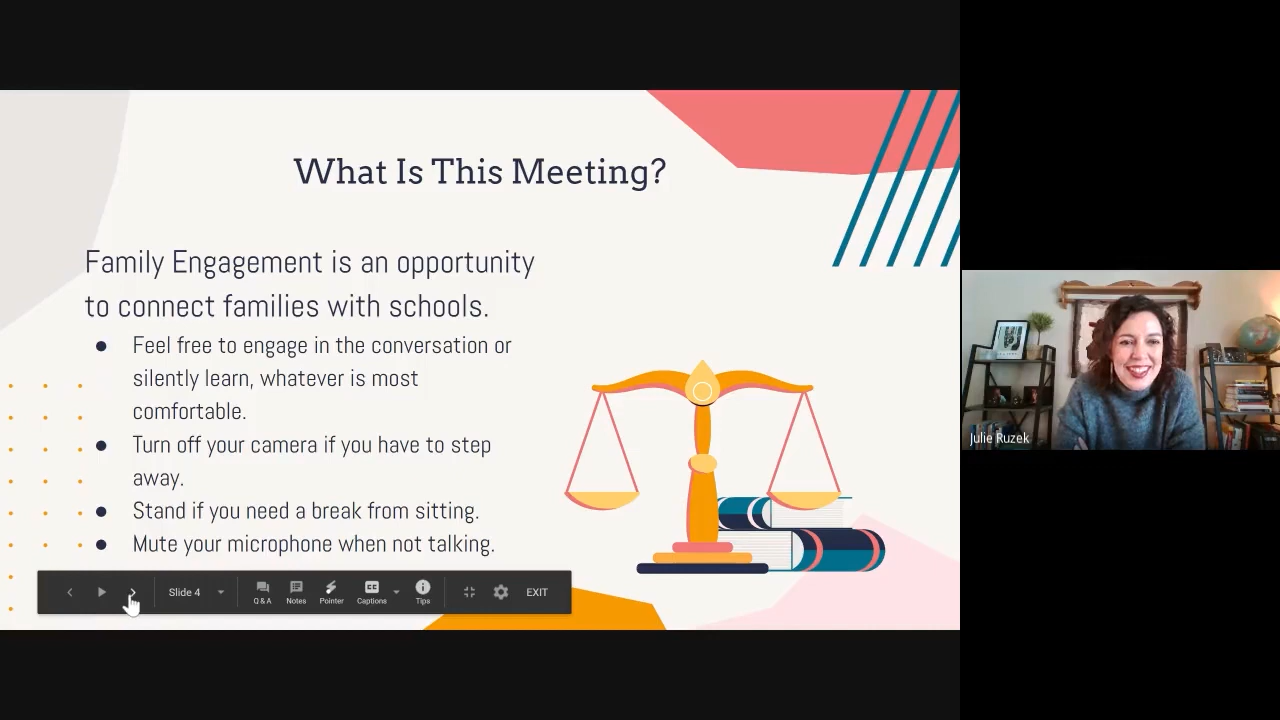 What Is This Meeting?
Family Engagement is an opportunity
to connect families with schools.
● Feel free to engage in the conversation or
silently learn, whatever is most
comfortable.
● Turn off your camera if you have to step
away.
● Stand if you need a break from sitting.
● Mute your microphone when not talking.
Slide 4
Q & A
Notes
Pointer
CC
Captions
Tips
EXIT
Julie Ruzek